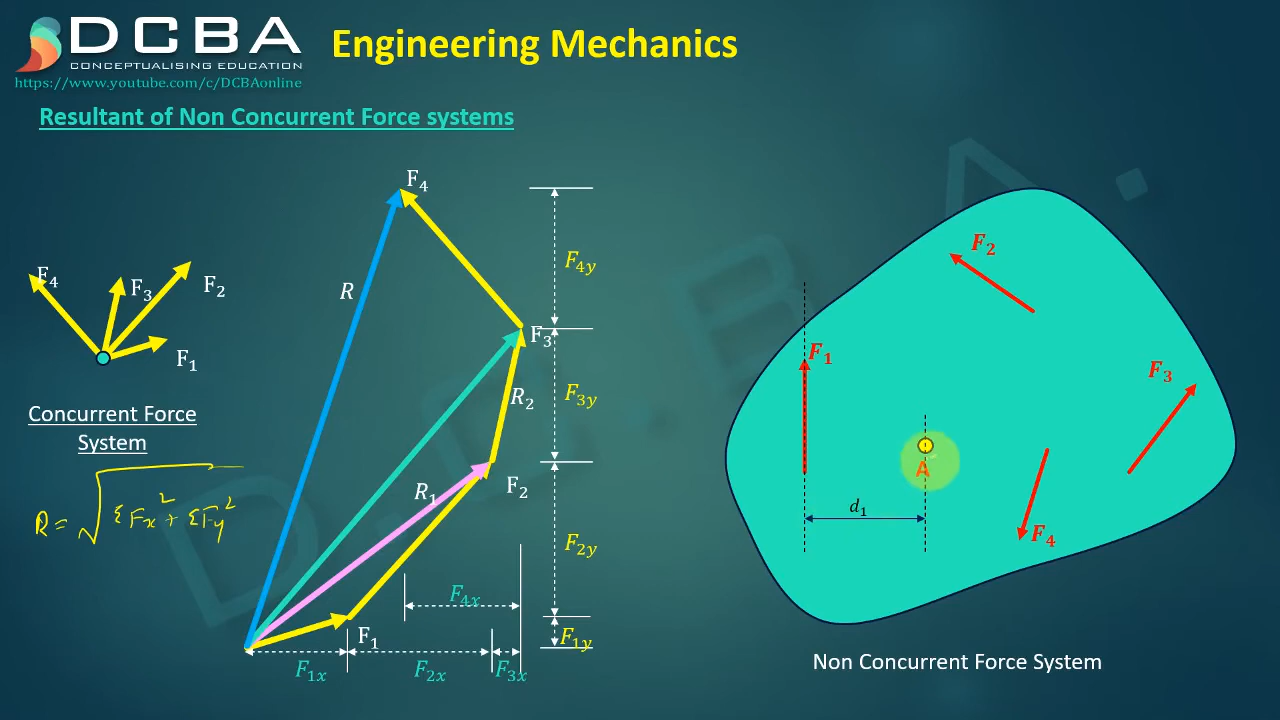 DCBA
CONCEPTUALISING EDUCATION
https://www.youtube.com/c/DCBAonline
Engineering Mechanics
Resultant of Non Concurrent Force systems
F₄
F₃
F₂
F₁
Concurrent Force
System
R = √ΣFx² + ΣFy²
F₄
R
F₃
R₂
R₁
F₂
F₁
F₄y
F₃y
F₂y
F₁y
F₄x
F₁x
F₂x
F₃x
F₂
F₁
F₃
A
d₁
F₄
Non Concurrent Force System
D.C.B.A.